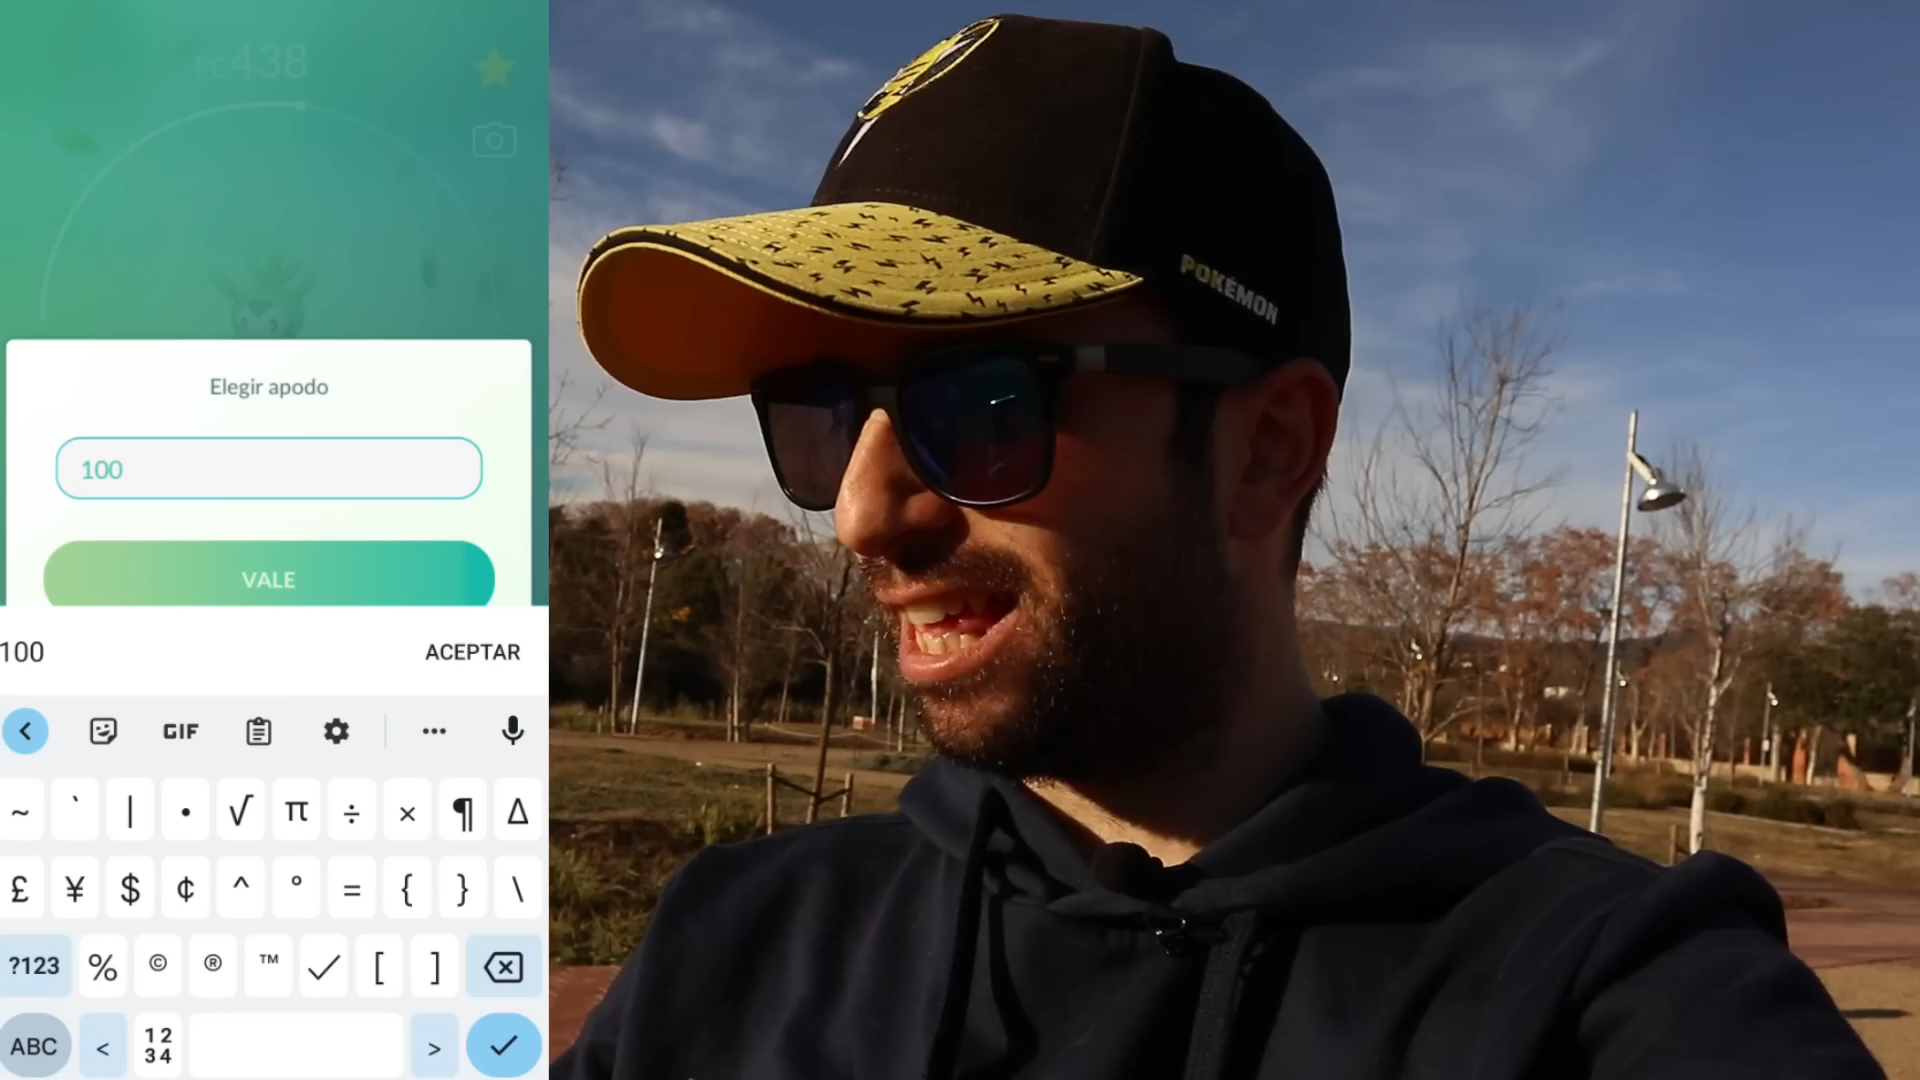 PC438
Elegir apodo
100
VALE
100
ACEPTAR
GIF
~ ` | • √ π ÷ × ¶ Δ
£ ¥ $ ¢ ^ ° = { } \
?123 % © ® ™ ✓ [ ]
ABC < 12 34 >
POKÉMON